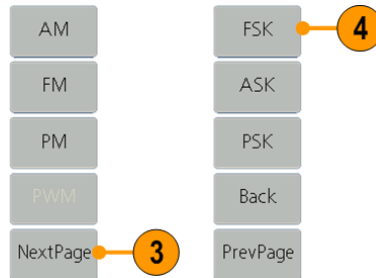 AM
FM
PM
PWM
NextPage
3
FSK
4
ASK
PSK
Back
PrevPage